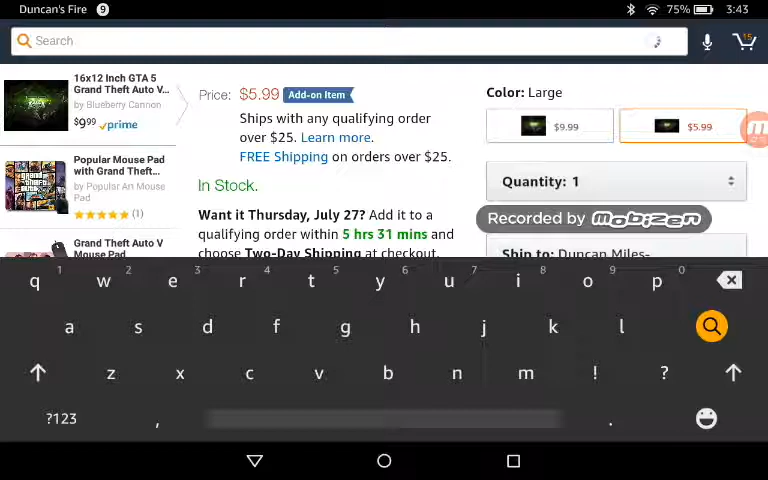 Duncan's Fire 9 75% 3:43
Search 15
16x12 Inch GTA 5
Grand Theft Auto V...
by Blueberry Cannon
$9⁹⁹ prime
Popular Mouse Pad
with Grand Theft...
by Popular An Mouse
Pad
(1)
Grand Theft Auto V
Mouse Pad
Price: $5.99 Add-on Item
Ships with any qualifying order
over $25. Learn more.
FREE Shipping on orders over $25.
In Stock.
Want it Thursday, July 27? Add it to a
qualifying order within 5 hrs 31 mins and
choose Two-Day Shipping at checkout.
Color: Large
$9.99 $5.99
Quantity: 1
Recorded by mobizen
Ship to: Duncan Miles-
q 1 w 2 e 3 r 4 t 5 y 6 u 7 i 8 o 9 p 0
a s d f g h j k l
z x c v b n m ! ?
?123 , .